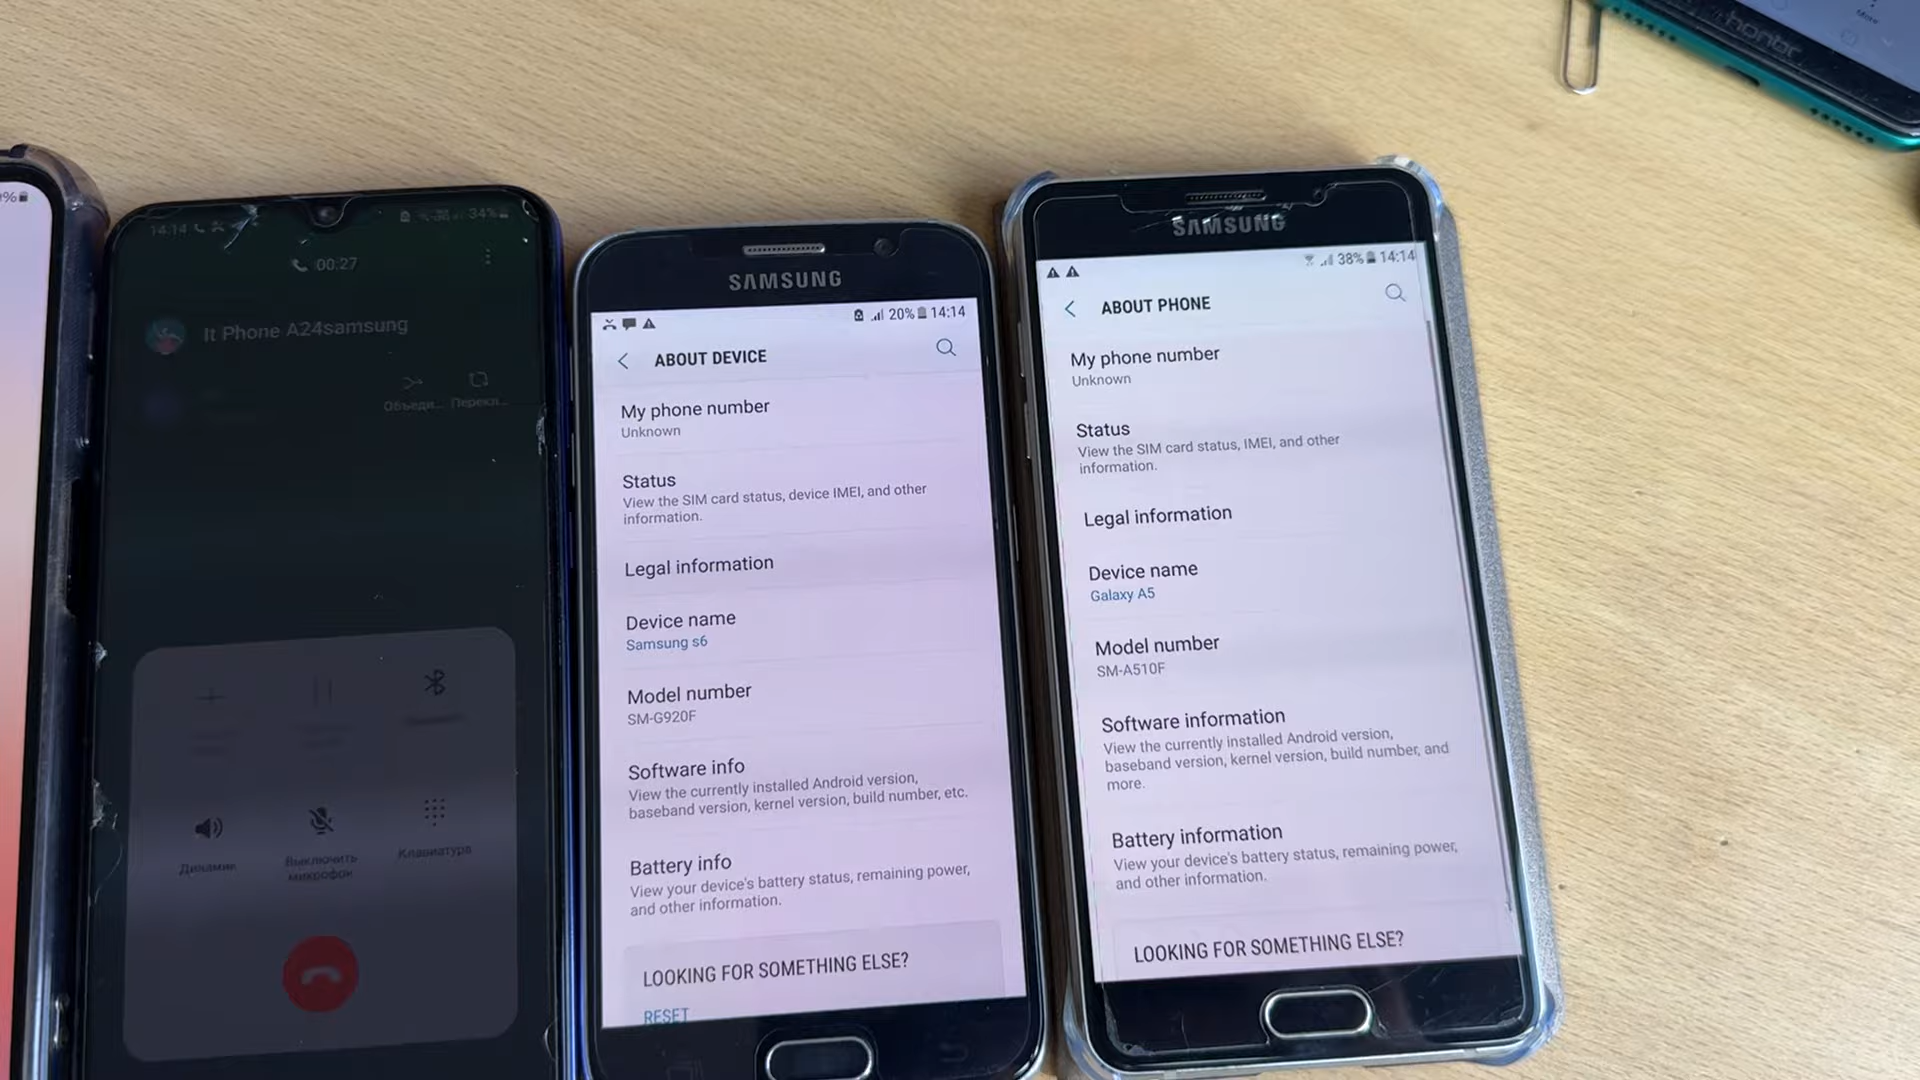 honor
More
9%
14:14
34%
00:27
It Phone A24samsung
Объеди...
Перекл...
Динамик
Выключить
микрофон
Клавиатура
SAMSUNG
20% 14:14
ABOUT DEVICE
My phone number
Unknown
Status
View the SIM card status, device IMEI, and other
information.
Legal information
Device name
Samsung s6
Model number
SM-G920F
Software info
View the currently installed Android version,
baseband version, kernel version, build number, etc.
Battery info
View your device's battery status, remaining power,
and other information.
LOOKING FOR SOMETHING ELSE?
RESET
SAMSUNG
38% 14:14
ABOUT PHONE
My phone number
Unknown
Status
View the SIM card status, IMEI, and other
information.
Legal information
Device name
Galaxy A5
Model number
SM-A510F
Software information
View the currently installed Android version,
baseband version, kernel version, build number, and
more.
Battery information
View your device's battery status, remaining power,
and other information.
LOOKING FOR SOMETHING ELSE?